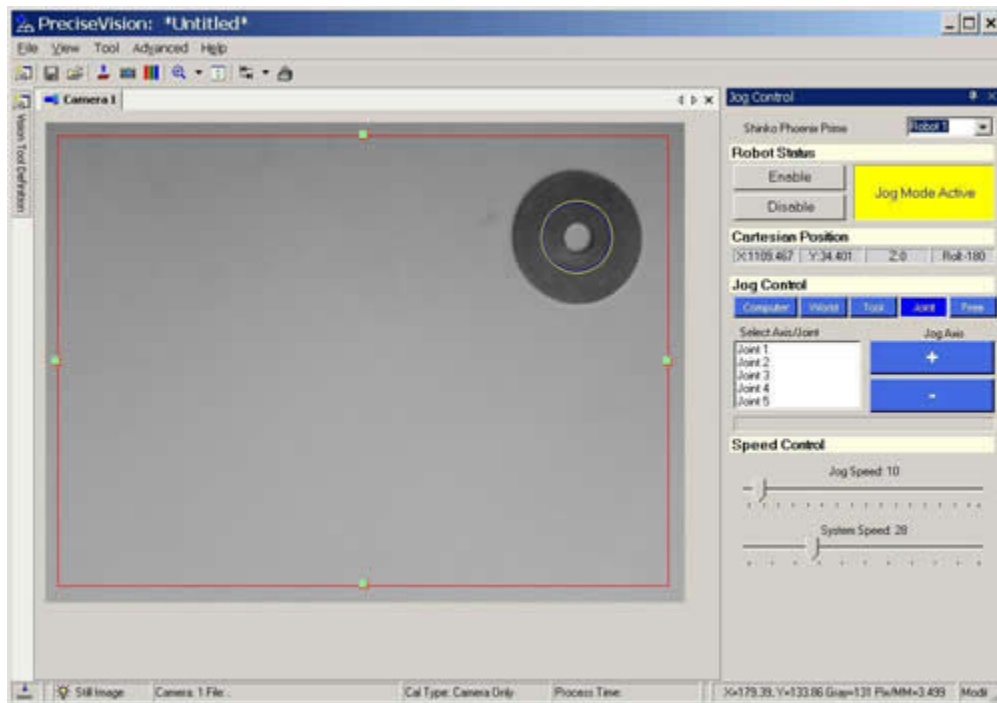 PreciseVision: *Untitled*
File View Tool Advanced Help
Camera 1
Vision Tool Definition
Jog Control
Shinko Phoenix Prime Robot 1
Robot Status
Enable
Disable
Jog Mode Active
Cartesian Position
X:1109.467 Y:34.401 Z:0 Roll:-180
Jog Control
Computer World Tool Joint Free
Select Axis/Joint Jog Axis
Joint 1
Joint 2
Joint 3
Joint 4
Joint 5
+
-
Speed Control
Jog Speed: 10
System Speed: 28
Still Image Camera: 1 File:.. Cal Type: Camera Only Process Time: X=179.39, Y=133.86 Gray=131 Pix/MM=3.499 Modi